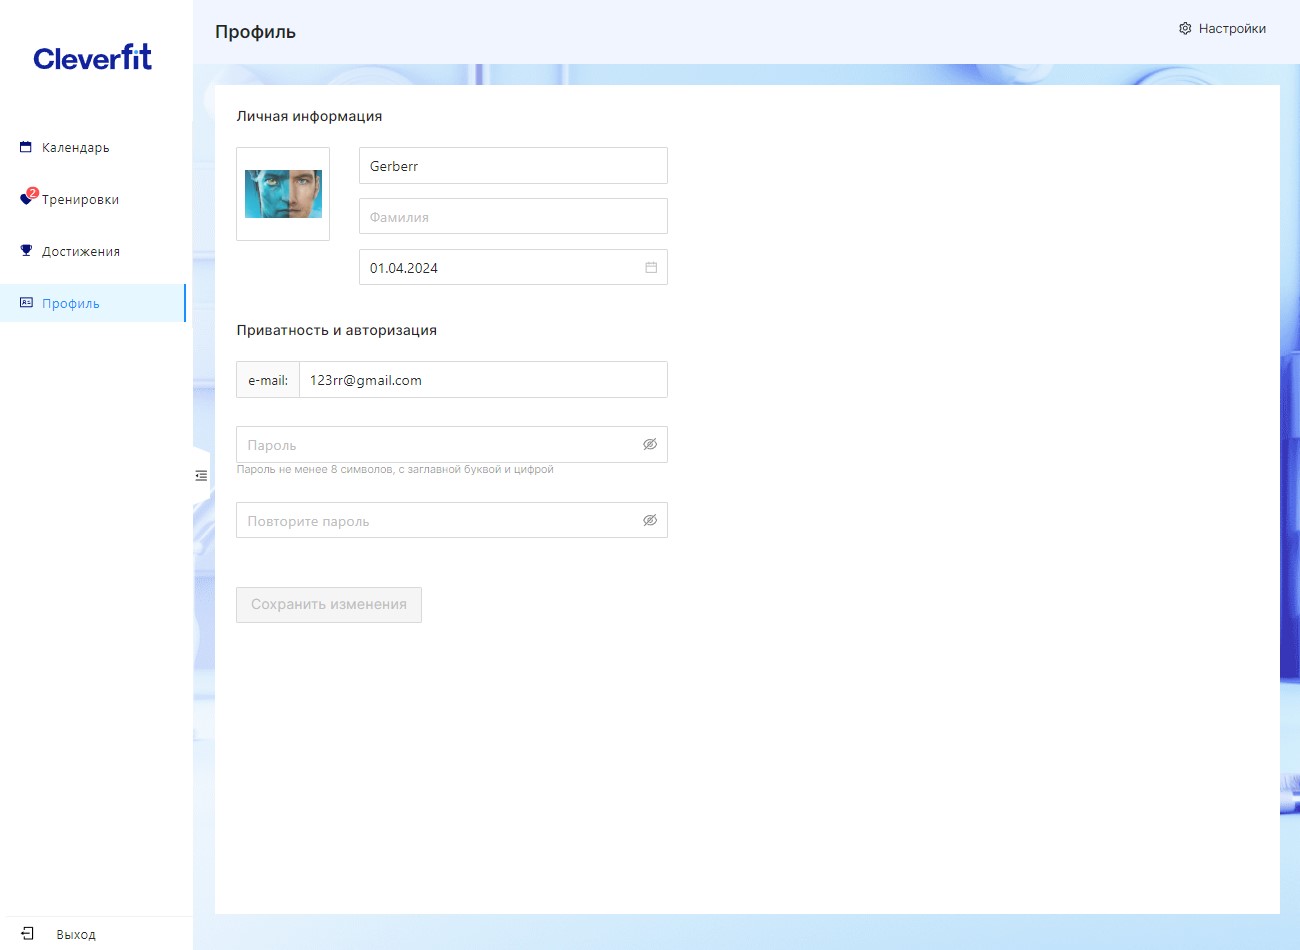 Cleverfit
Профиль
Настройки
Календарь
2
Тренировки
Достижения
Профиль
Выход
Личная информация
Gerberr
Фамилия
01.04.2024
Приватность и авторизация
e-mail: 123rr@gmail.com
Пароль
Пароль не менее 8 символов, с заглавной буквой и цифрой
Повторите пароль
Сохранить изменения